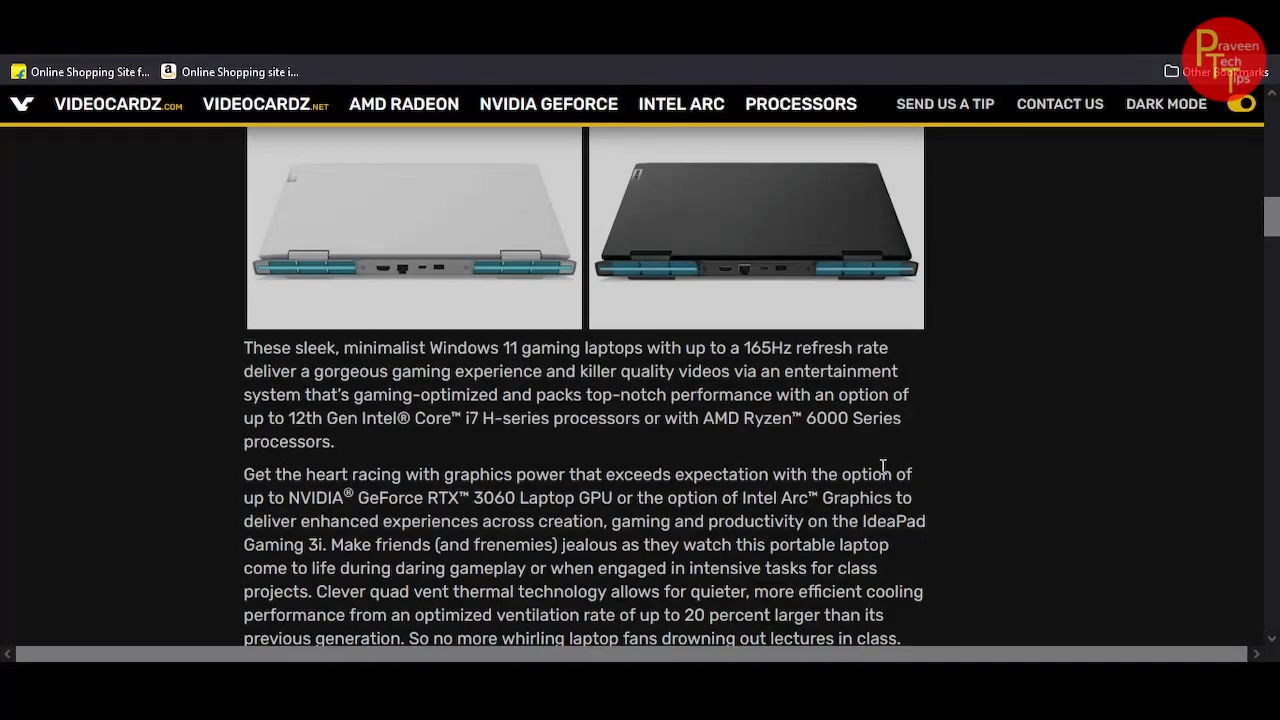 Online Shopping Site f...
Online Shopping site i...
Other Bookmarks
Praveen
Tech
Tips
VIDEOCARDZ.COM
VIDEOCARDZ.NET
AMD RADEON
NVIDIA GEFORCE
INTEL ARC
PROCESSORS
SEND US A TIP
CONTACT US
DARK MODE
These sleek, minimalist Windows 11 gaming laptops with up to a 165Hz refresh rate
deliver a gorgeous gaming experience and killer quality videos via an entertainment
system that's gaming-optimized and packs top-notch performance with an option of
up to 12th Gen Intel® Core™ i7 H-series processors or with AMD Ryzen™ 6000 Series
processors.
Get the heart racing with graphics power that exceeds expectation with the option of
up to NVIDIA® GeForce RTX™ 3060 Laptop GPU or the option of Intel Arc™ Graphics to
deliver enhanced experiences across creation, gaming and productivity on the IdeaPad
Gaming 3i. Make friends (and frenemies) jealous as they watch this portable laptop
come to life during daring gameplay or when engaged in intensive tasks for class
projects. Clever quad vent thermal technology allows for quieter, more efficient cooling
performance from an optimized ventilation rate of up to 20 percent larger than its
previous generation. So no more whirling laptop fans drowning out lectures in class.